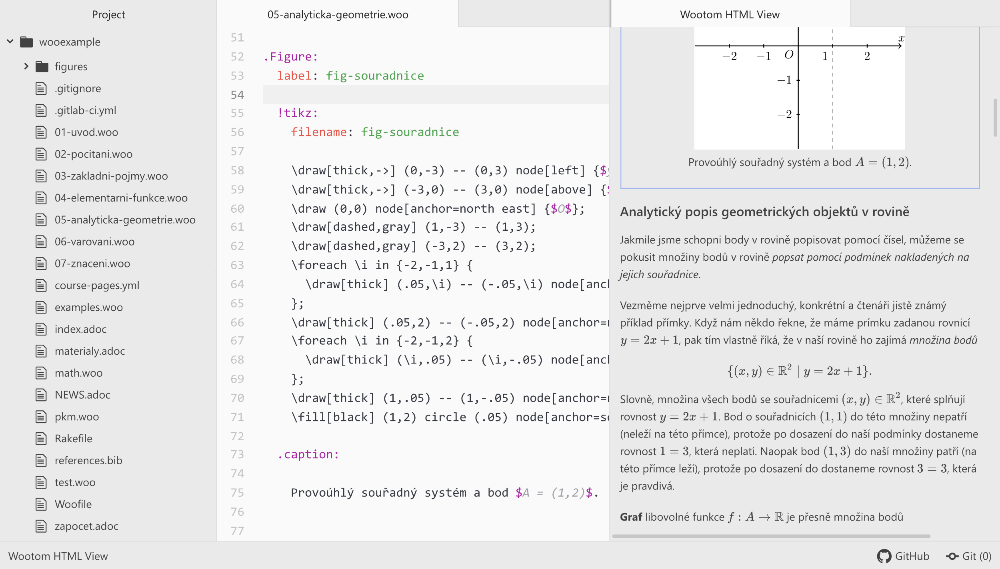 Project
wooexample
figures
.gitignore
.gitlab-ci.yml
01-uvod.woo
02-pocitani.woo
03-zakladni-pojmy.woo
04-elementarni-funkce.woo
05-analyticka-geometrie.woo
06-varovani.woo
07-znaceni.woo
course-pages.yml
examples.woo
index.adoc
materialy.adoc
math.woo
NEWS.adoc
pkm.woo
Rakefile
references.bib
test.woo
Woofile
zapocet.adoc
05-analyticka-geometrie.woo
51
52 .Figure:
53 label: fig-souradnice
54
55 !tikz:
56 filename: fig-souradnice
57
58 \draw[thick,->] (0,-3) -- (0,3) node[left] {$
59 \draw[thick,->] (-3,0) -- (3,0) node[above] {
60 \draw (0,0) node[anchor=north east] {$O$};
61 \draw[dashed,gray] (1,-3) -- (1,3);
62 \draw[dashed,gray] (-3,2) -- (3,2);
63 \foreach \i in {-2,-1,1} {
64 \draw[thick] (.05,\i) -- (-.05,\i) node[anc
65 };
66 \draw[thick] (.05,2) -- (-.05,2) node[anchor=
67 \foreach \i in {-2,-1,2} {
68 \draw[thick] (\i,.05) -- (\i,-.05) node[anc
69 };
70 \draw[thick] (1,.05) -- (1,-.05) node[anchor=
71 \fill[black] (1,2) circle (.05) node[anchor=s
72
73 .caption:
74
75 Provoúhlý souřadný systém a bod $A = (1,2)$.
76
77
Wootom HTML View
x
−2 −1 O 1 2
−1
−2
Provoúhlý souřadný systém a bod A = (1, 2).
Analytický popis geometrických objektů v rovině
Jakmile jsme schopni body v rovině popisovat pomocí čísel, můžeme se
pokusit množiny bodů v rovině popsat pomocí podmínek nakladených na
jejich souřadnice.
Vezměme nejprve velmi jednoduchý, konkrétní a čtenáři jistě známý
příklad přímky. Když nám někdo řekne, že máme prímku zadanou rovnicí
y = 2x + 1, pak tím vlastně říká, že v naší rovině ho zajímá množina bodů
{(x, y) ∈ ℝ² | y = 2x + 1}.
Slovně, množina všech bodů se souřadnicemi (x, y) ∈ ℝ², které splňují
rovnost y = 2x + 1. Bod o souřadnicích (1, 1) do této množiny nepatří
(neleží na této přímce), protože po dosazení do naší podmínky dostaneme
rovnost 1 = 3, která neplatí. Naopak bod (1, 3) do naší množiny patří (na
této přímce leží), protože po dosazení do dostaneme rovnost 3 = 3, která
je pravdivá.
Graf libovolné funkce f : A → ℝ je přesně množina bodů
Wootom HTML View
GitHub
Git (0)